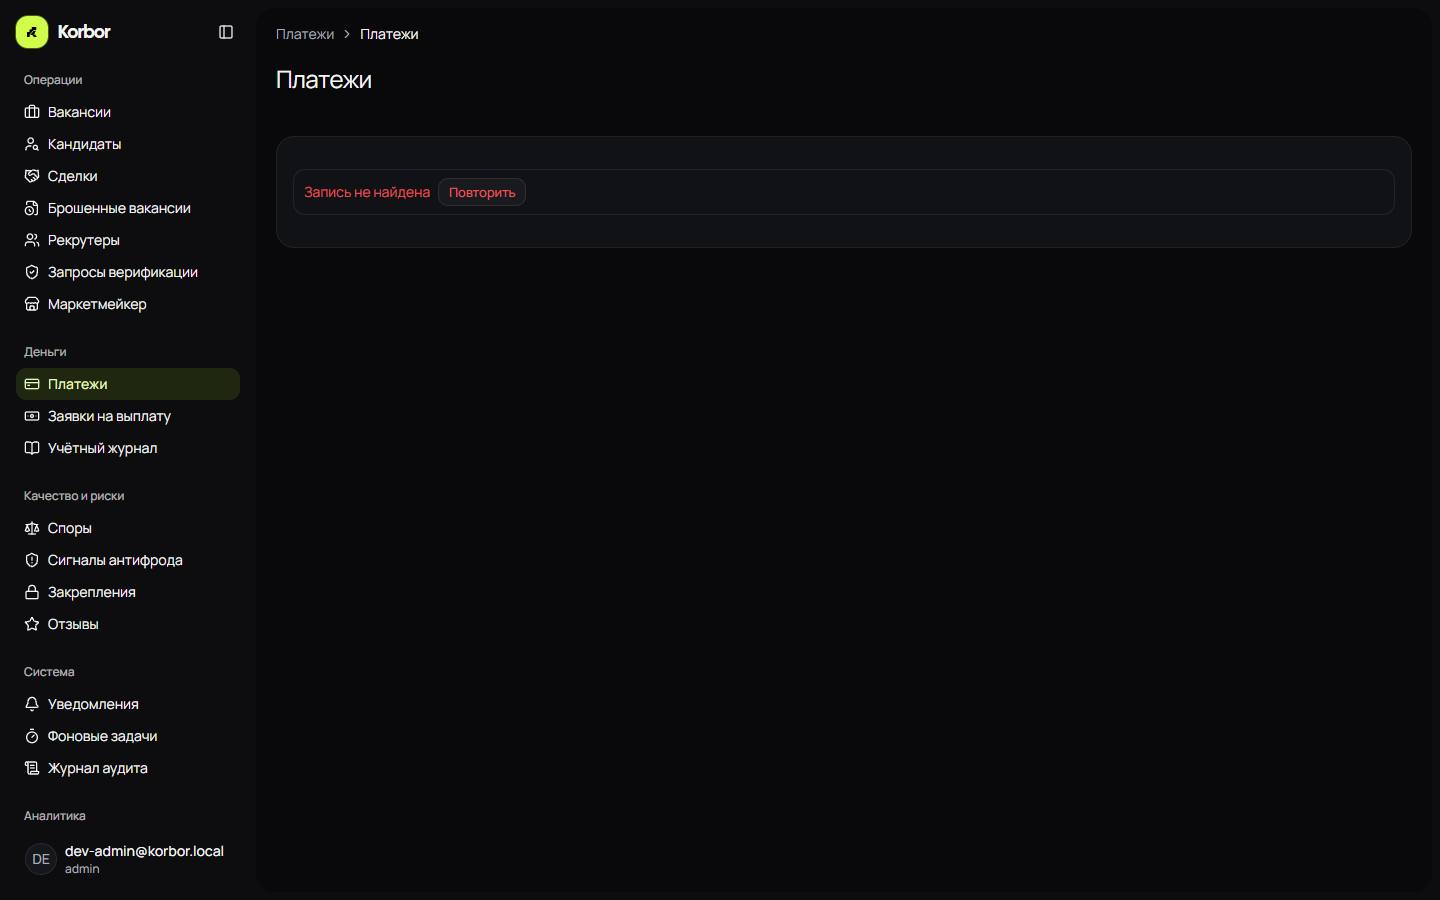 Korbor
Операции
Вакансии
Кандидаты
Сделки
Брошенные вакансии
Рекрутеры
Запросы верификации
Маркетмейкер
Деньги
Платежи
Заявки на выплату
Учётный журнал
Качество и риски
Споры
Сигналы антифрода
Закрепления
Отзывы
Система
Уведомления
Фоновые задачи
Журнал аудита
Аналитика
DE
dev-admin@korbor.local
admin
Платежи > Платежи
Платежи
Запись не найдена Повторить